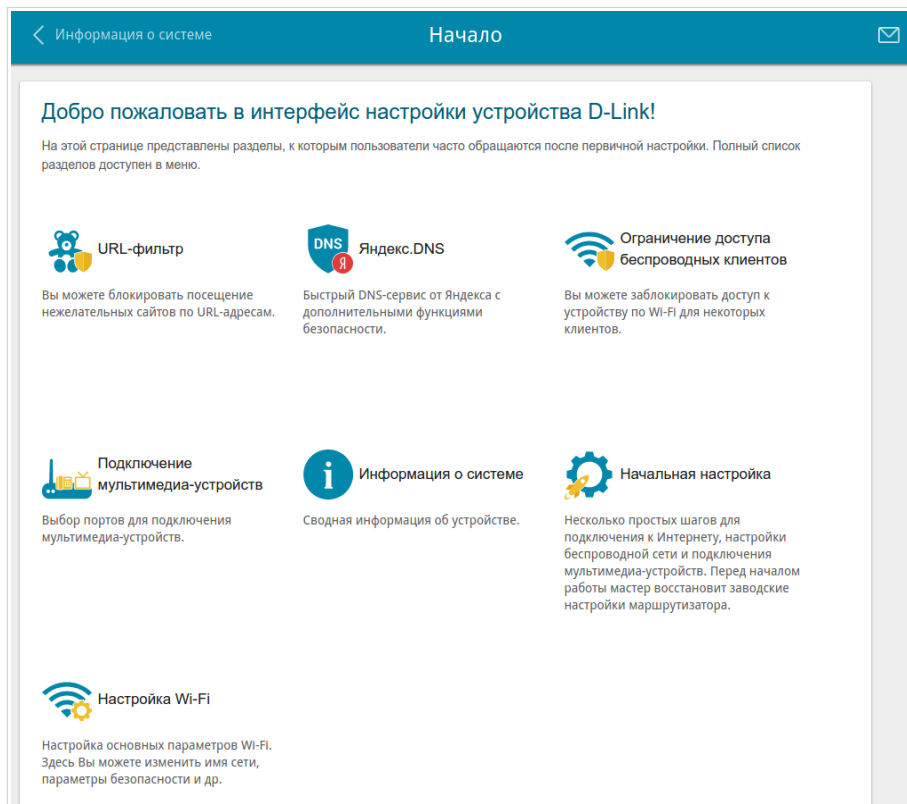 Информация о системе
Начало
Добро пожаловать в интерфейс настройки устройства D-Link!
На этой странице представлены разделы, к которым пользователи часто обращаются после первичной настройки. Полный список
разделов доступен в меню.
URL-фильтр
Вы можете блокировать посещение
нежелательных сайтов по URL-адресам.
DNS
Я
Яндекс.DNS
Быстрый DNS-сервис от Яндекса с
дополнительными функциями
безопасности.
Ограничение доступа
беспроводных клиентов
Вы можете заблокировать доступ к
устройству по Wi-Fi для некоторых
клиентов.
Подключение
мультимедиа-устройств
Выбор портов для подключения
мультимедиа-устройств.
i
Информация о системе
Сводная информация об устройстве.
Начальная настройка
Несколько простых шагов для
подключения к Интернету, настройки
беспроводной сети и подключения
мультимедиа-устройств. Перед началом
работы мастер восстановит заводские
настройки маршрутизатора.
Настройка Wi-Fi
Настройка основных параметров Wi-Fi.
Здесь Вы можете изменить имя сети,
параметры безопасности и др.